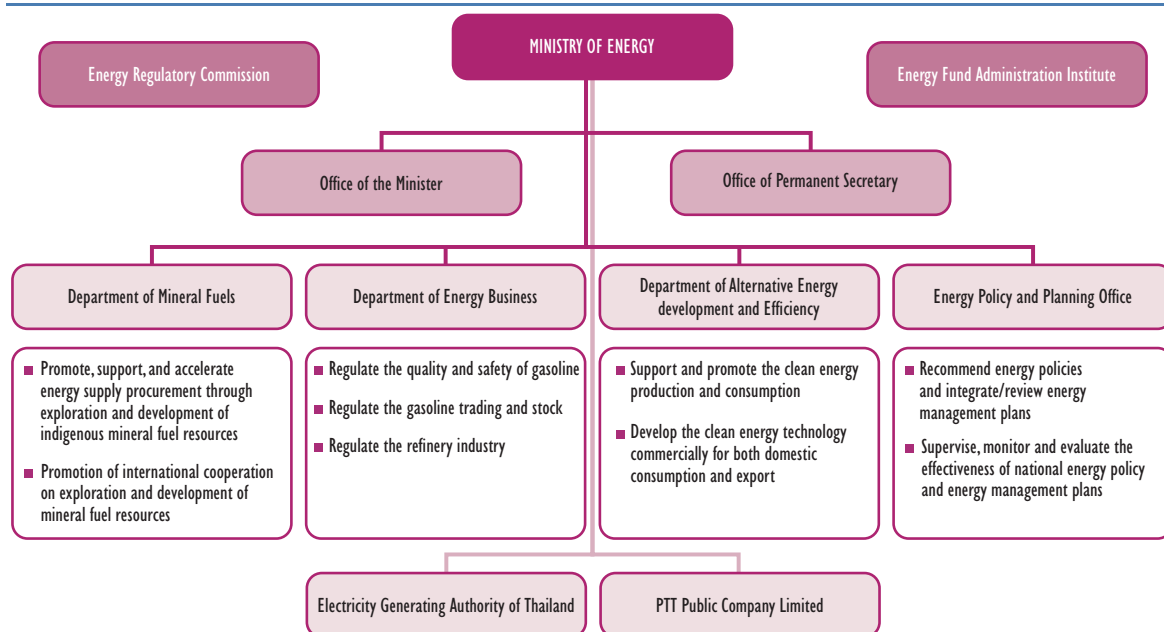 MINISTRY OF ENERGY
Energy Regulatory Commission
Energy Fund Administration Institute
Office of the Minister
Office of Permanent Secretary
Department of Mineral Fuels
Department of Energy Business
Department of Alternative Energy
development and Efficiency
Energy Policy and Planning Office
Promote, support, and accelerate
energy supply procurement through
exploration and development of
indigenous mineral fuel resources
Promotion of international cooperation
on exploration and development of
mineral fuel resources
Regulate the quality and safety of gasoline
Regulate the gasoline trading and stock
Regulate the refinery industry
Support and promote the clean energy
production and consumption
Develop the clean energy technology
commercially for both domestic
consumption and export
Recommend energy policies
and integrate/review energy
management plans
Supervise, monitor and evaluate the
effectiveness of national energy policy
and energy management plans
Electricity Generating Authority of Thailand
PTT Public Company Limited